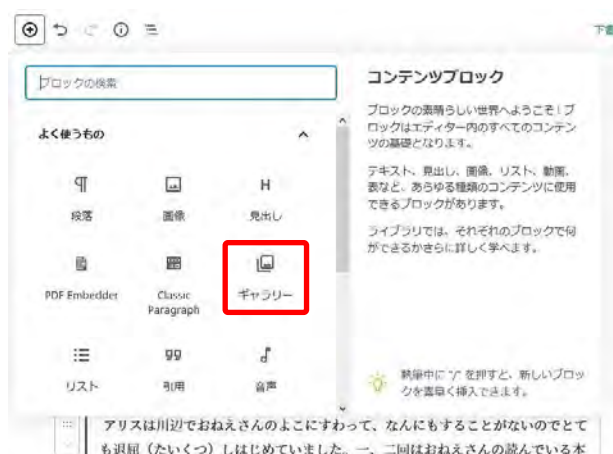 下書
ブロックの検索
よく使うもの
段落
画像
見出し
PDF Embedder
Classic
Paragraph
ギャラリー
リスト
引用
音声
コンテンツブロック
ブロックの素晴らしい世界へようこそ ! ブ
ロックはエディター内のすべてのコンテン
ツの基礎となります。
テキスト、見出し、画像、リスト、動画、
表など、あらゆる種類のコンテンツに使用
できるブロックがあります。
ライブラリでは、それぞれのブロックで何
ができるかさらに詳しく学べます。
執筆中に "/" を押すと、新しいブロッ
クを素早く挿入できます。
アリスは川辺でおねえさんのよこにすわって、なんにもすることがないのでとて
も退屈（たいくつ）しはじめていました。一、二回はおねえさんの読んでいる本